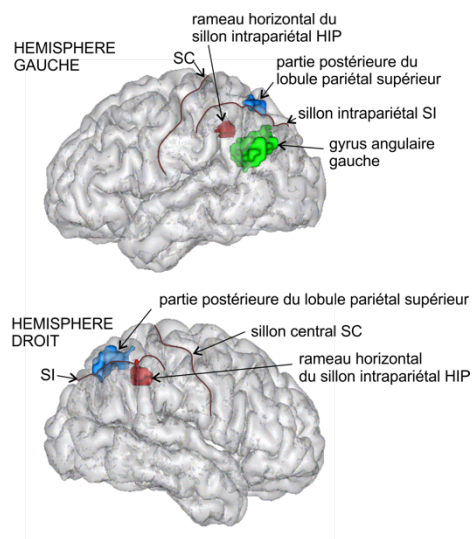 rameau horizontal du
sillon intrapariétal HIP
HEMISPHERE
GAUCHE
SC
partie postérieure du
lobule pariétal supérieur
sillon intrapariétal SI
gyrus angulaire
gauche
partie postérieure du lobule pariétal supérieur
HEMISPHERE
DROIT
sillon central SC
SI
rameau horizontal
du sillon intrapariétal HIP